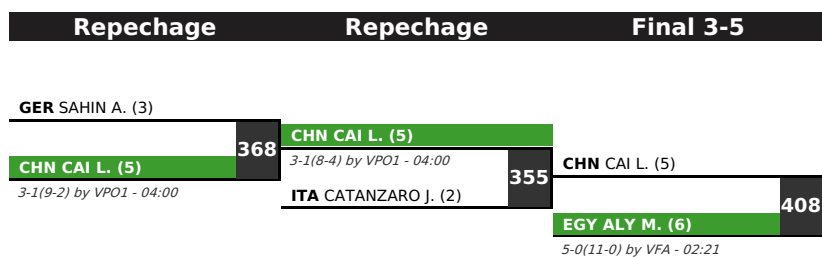 Repechage
Repechage
Final 3-5
GER SAHIN A. (3)
368
CHN CAI L. (5)
3-1(9-2) by VPO1 - 04:00
CHN CAI L. (5)
3-1(8-4) by VPO1 - 04:00
355
ITA CATANZARO J. (2)
CHN CAI L. (5)
408
EGY ALY M. (6)
5-0(11-0) by VFA - 02:21